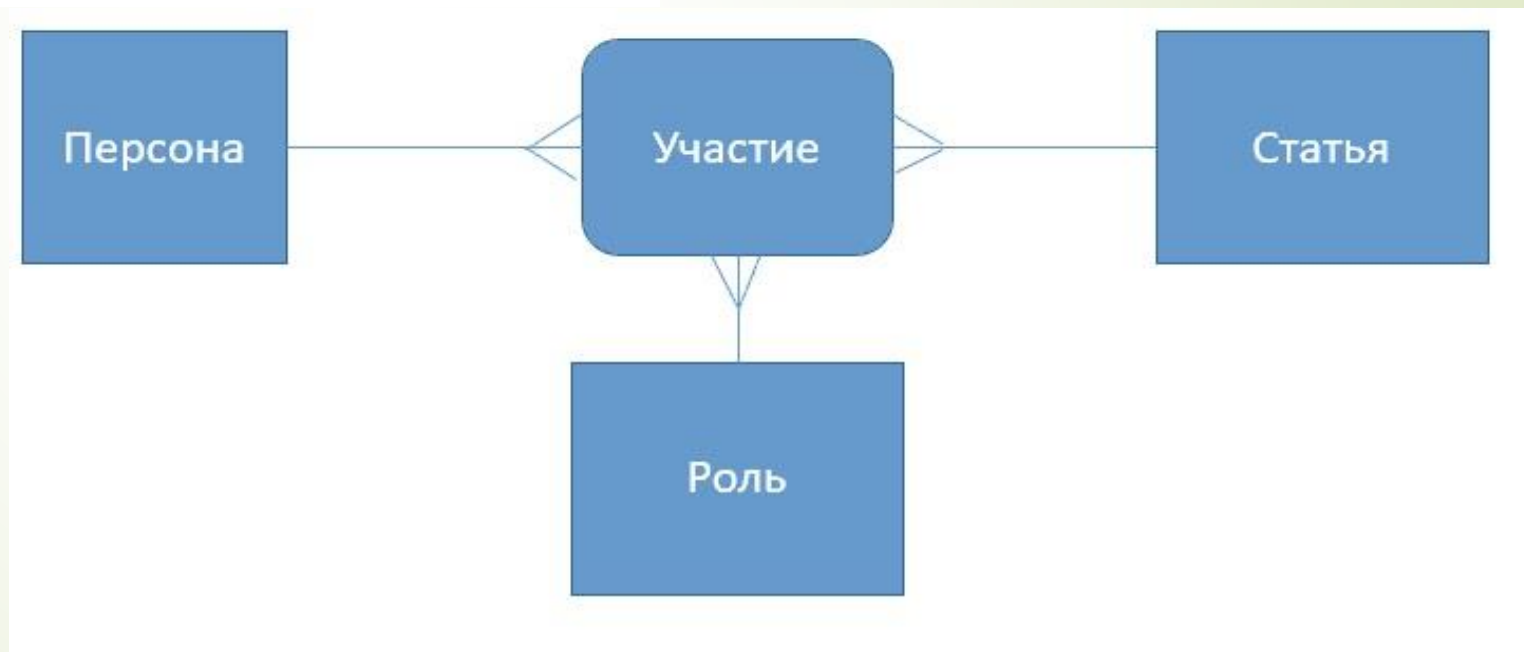 Персона
Участие
Статья
Роль